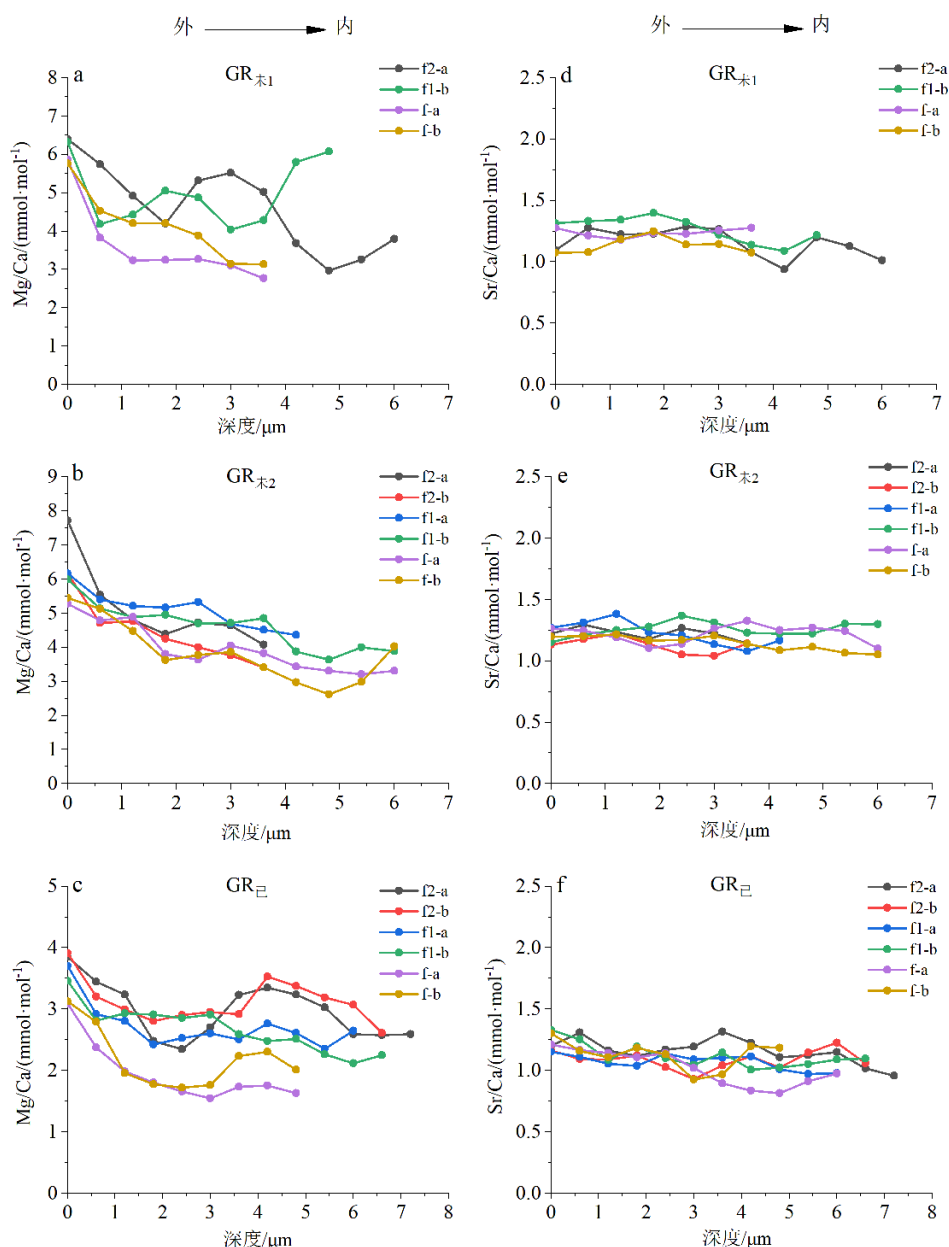 外 内
外 内
a GR未1
f2-a
f1-b
f-a
f-b
Mg/Ca/(mmol·mol-1)
8
7
6
5
4
3
2
1
0
0 1 2 3 4 5 6 7
深度/μm
d GR未1
f2-a
f1-b
f-a
f-b
Sr/Ca/(mmol·mol-1)
2.5
2.0
1.5
1.0
0.5
0.0
0 1 2 3 4 5 6 7
深度/μm
b GR未2
f2-a
f2-b
f1-a
f1-b
f-a
f-b
Mg/Ca/(mmol·mol-1)
9
8
7
6
5
4
3
2
1
0
0 1 2 3 4 5 6 7
深度/μm
e GR未2
f2-a
f2-b
f1-a
f1-b
f-a
f-b
Sr/Ca/(mmol·mol-1)
2.5
2.0
1.5
1.0
0.5
0.0
0 1 2 3 4 5 6 7
深度/μm
c GR已
f2-a
f2-b
f1-a
f1-b
f-a
f-b
Mg/Ca/(mmol·mol-1)
5
4
3
2
1
0
0 1 2 3 4 5 6 7 8
深度/μm
f GR已
f2-a
f2-b
f1-a
f1-b
f-a
f-b
Sr/Ca/(mmol·mol-1)
2.5
2.0
1.5
1.0
0.5
0.0
0 1 2 3 4 5 6 7 8
深度/μm